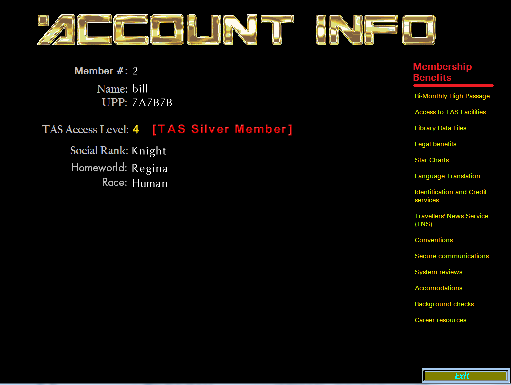 ACCOUNT INFO
Member #: 2
Name: bill
UPP: 7A7B7B
TAS Access Level: 4 [TAS Silver Member]
Social Rank: Knight
Homeworld: Regina
Race: Human
Membership
Benefits
Bi-Monthly High Passage
Access to TAS Facilities
Library Data Files
Legal benefits
Star Charts
Language Translation
Identification and Credit
services
Travellers' News Service
(TNS)
Conventions
Secure communications
System reviews
Accomodations
Background checks
Career resources
Exit